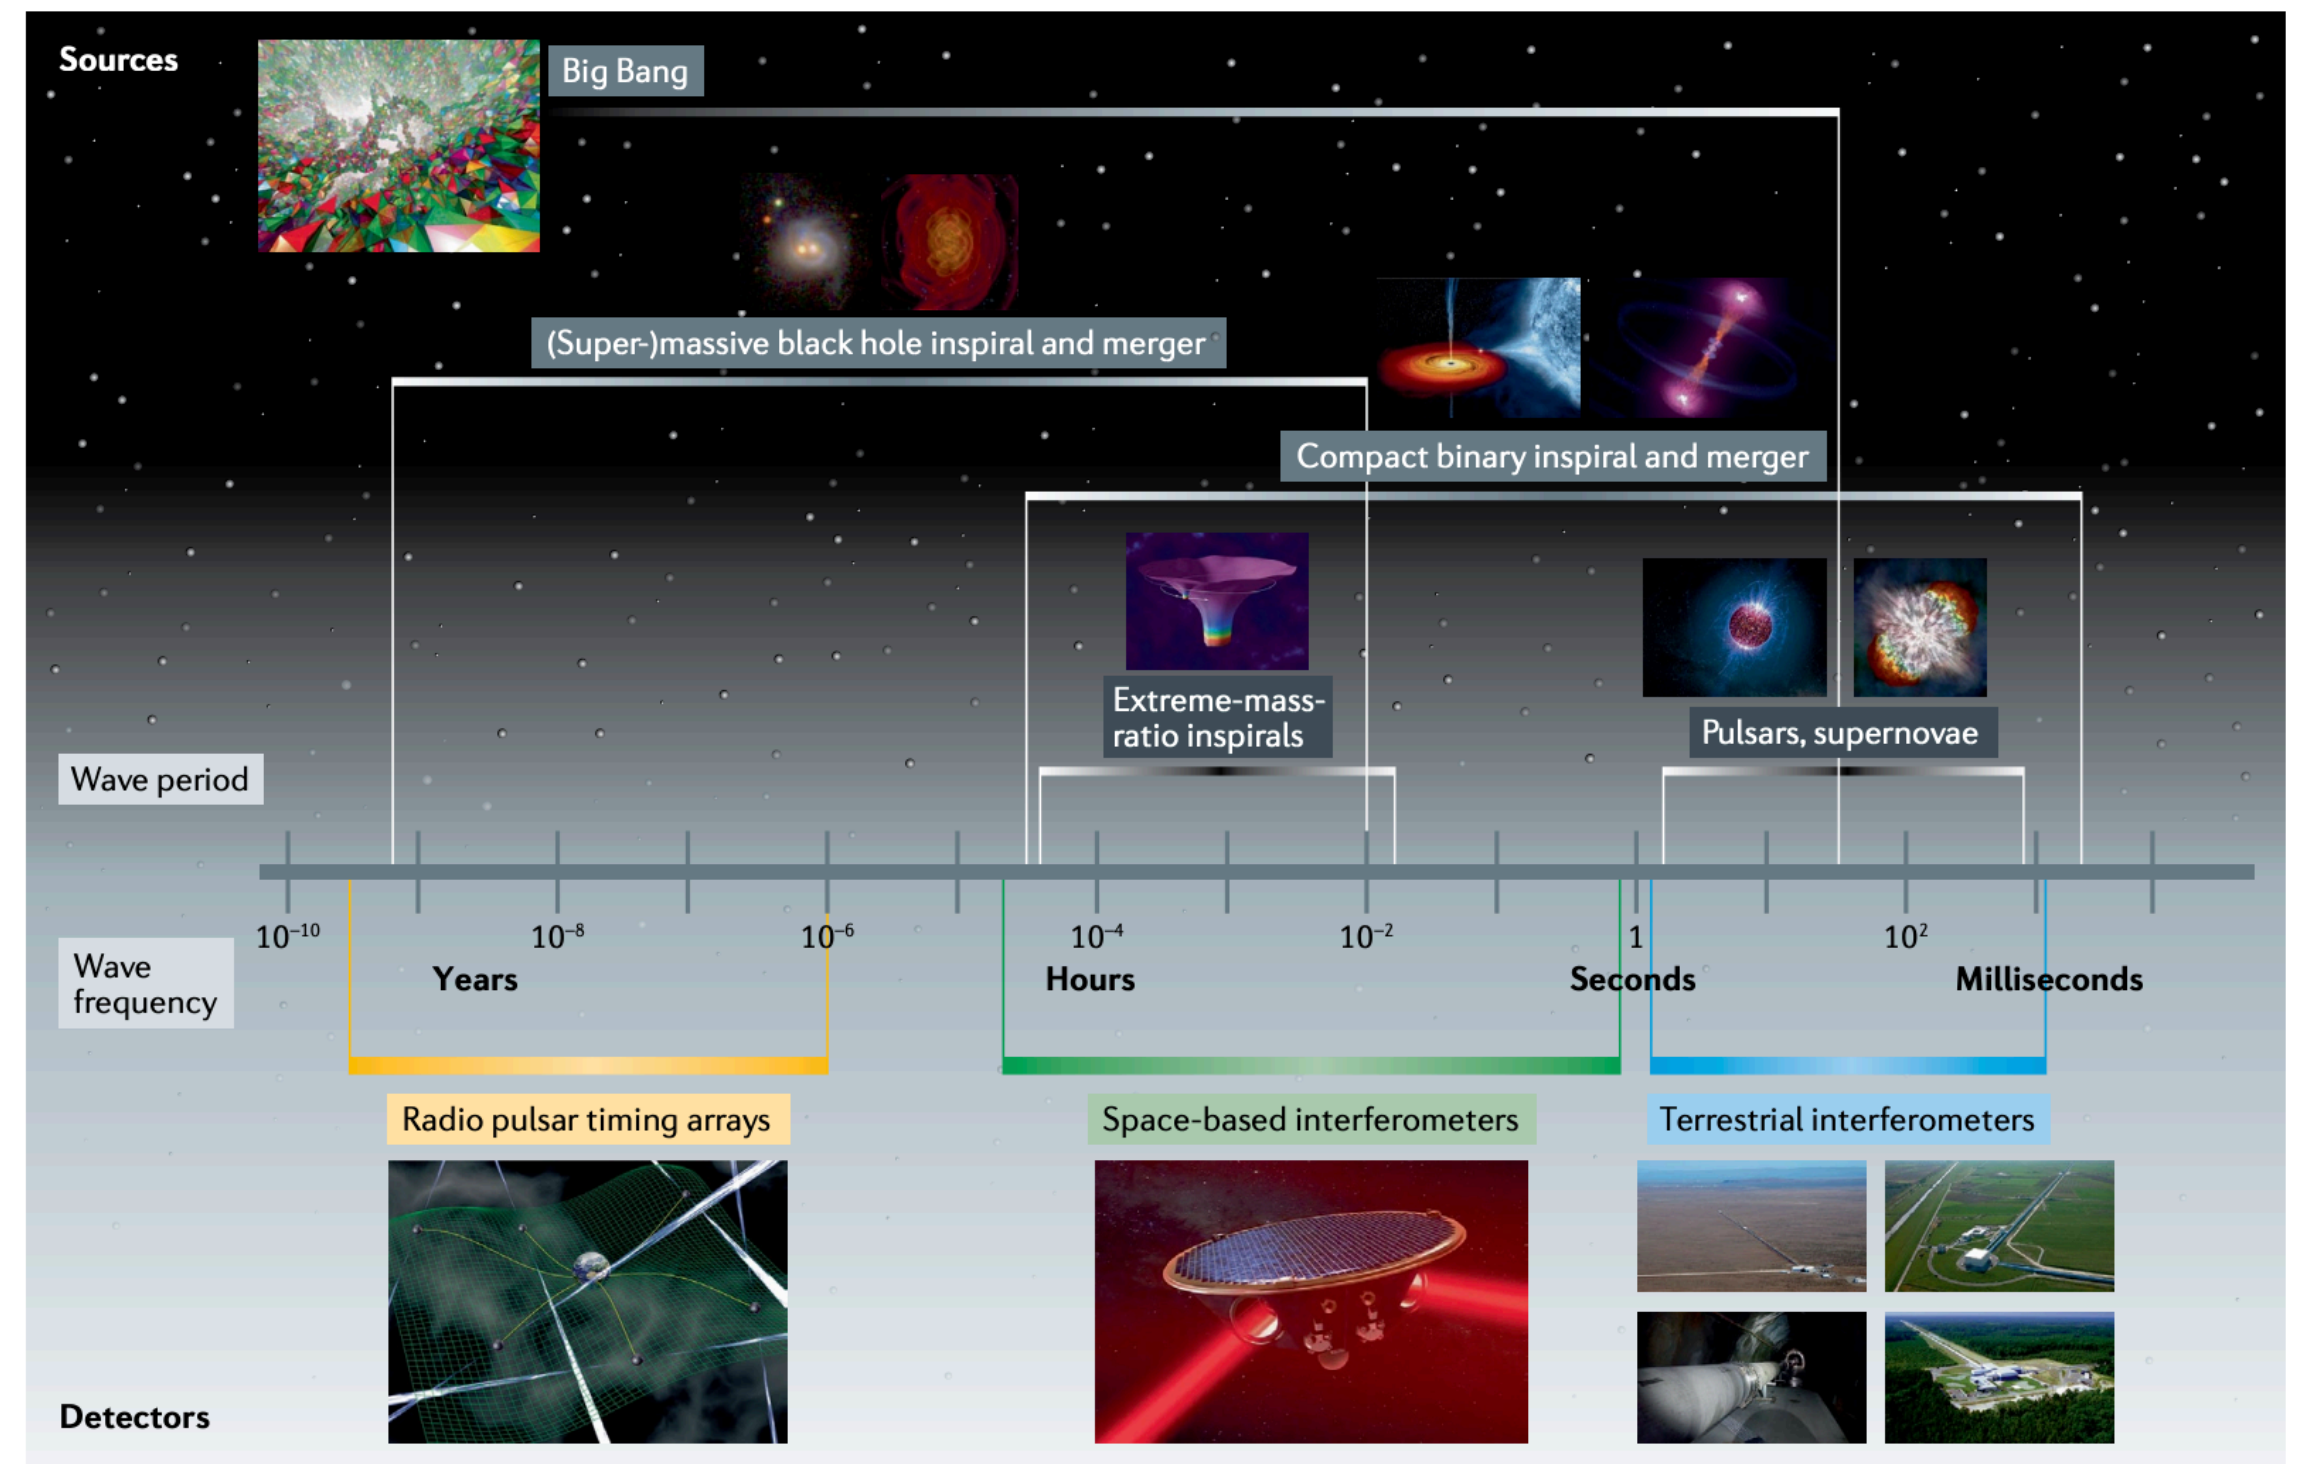 Sources
Big Bang
(Super-)massive black hole inspiral and merger
Compact binary inspiral and merger
Extreme-mass-
ratio inspirals
Pulsars, supernovae
Wave period
10⁻¹⁰ 10⁻⁸ 10⁻⁶ 10⁻⁴ 10⁻² 1 10²
Wave
frequency
Years Hours Seconds Milliseconds
Radio pulsar timing arrays
Space-based interferometers
Terrestrial interferometers
Detectors